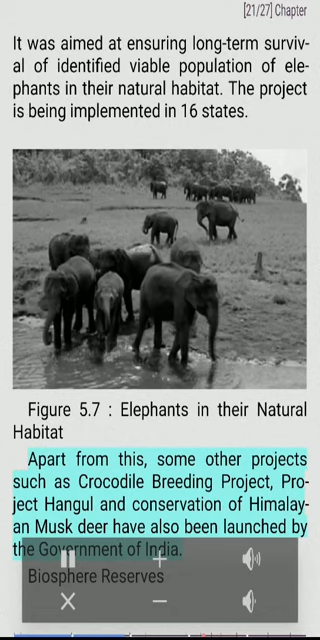 [21/27] Chapter
It was aimed at ensuring long-term surviv-
al of identified viable population of ele-
phants in their natural habitat. The project
is being implemented in 16 states.
Figure 5.7 : Elephants in their Natural
Habitat
Apart from this, some other projects
such as Crocodile Breeding Project, Pro-
ject Hangul and conservation of Himalay-
an Musk deer have also been launched by
the Government of India.
Biosphere Reserves